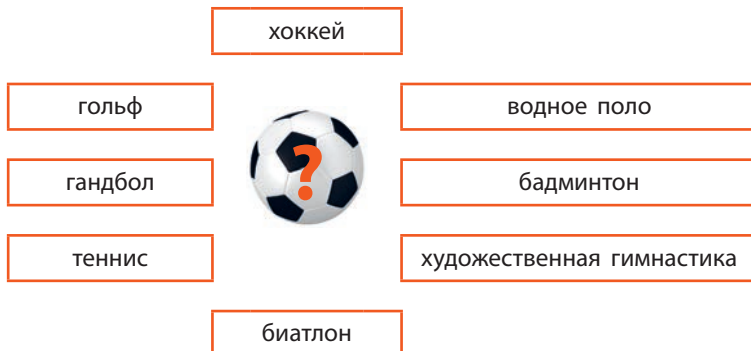 хоккей
гольф
водное поло
?
гандбол
бадминтон
теннис
художественная гимнастика
биатлон